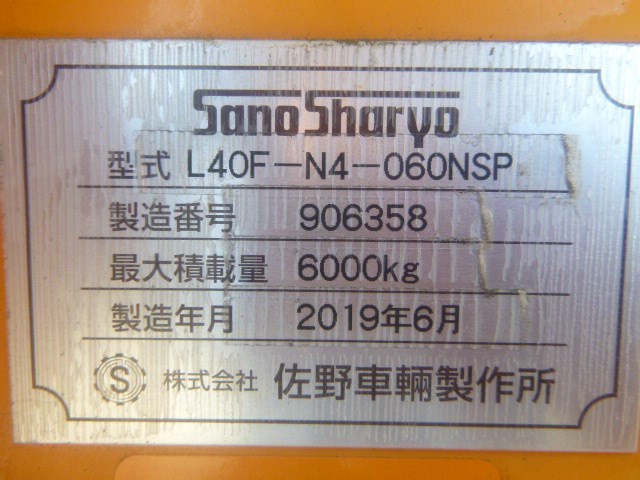 SanoSharyo
型式 L40F-N4-060NSP
製造番号 906358
最大積載量 6000kg
製造年月 2019年6月
S 株式会社 佐野車輛製作所